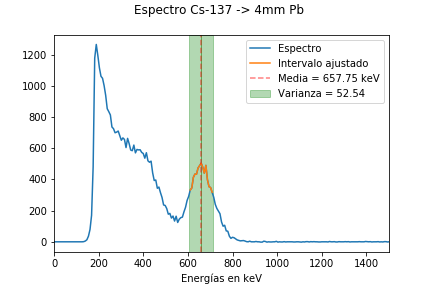 Espectro Cs-137 -> 4mm Pb
Espectro
Intervalo ajustado
Media = 657.75 keV
Varianza = 52.54
1200
1000
800
600
400
200
0
0 200 400 600 800 1000 1200 1400
Energías en keV